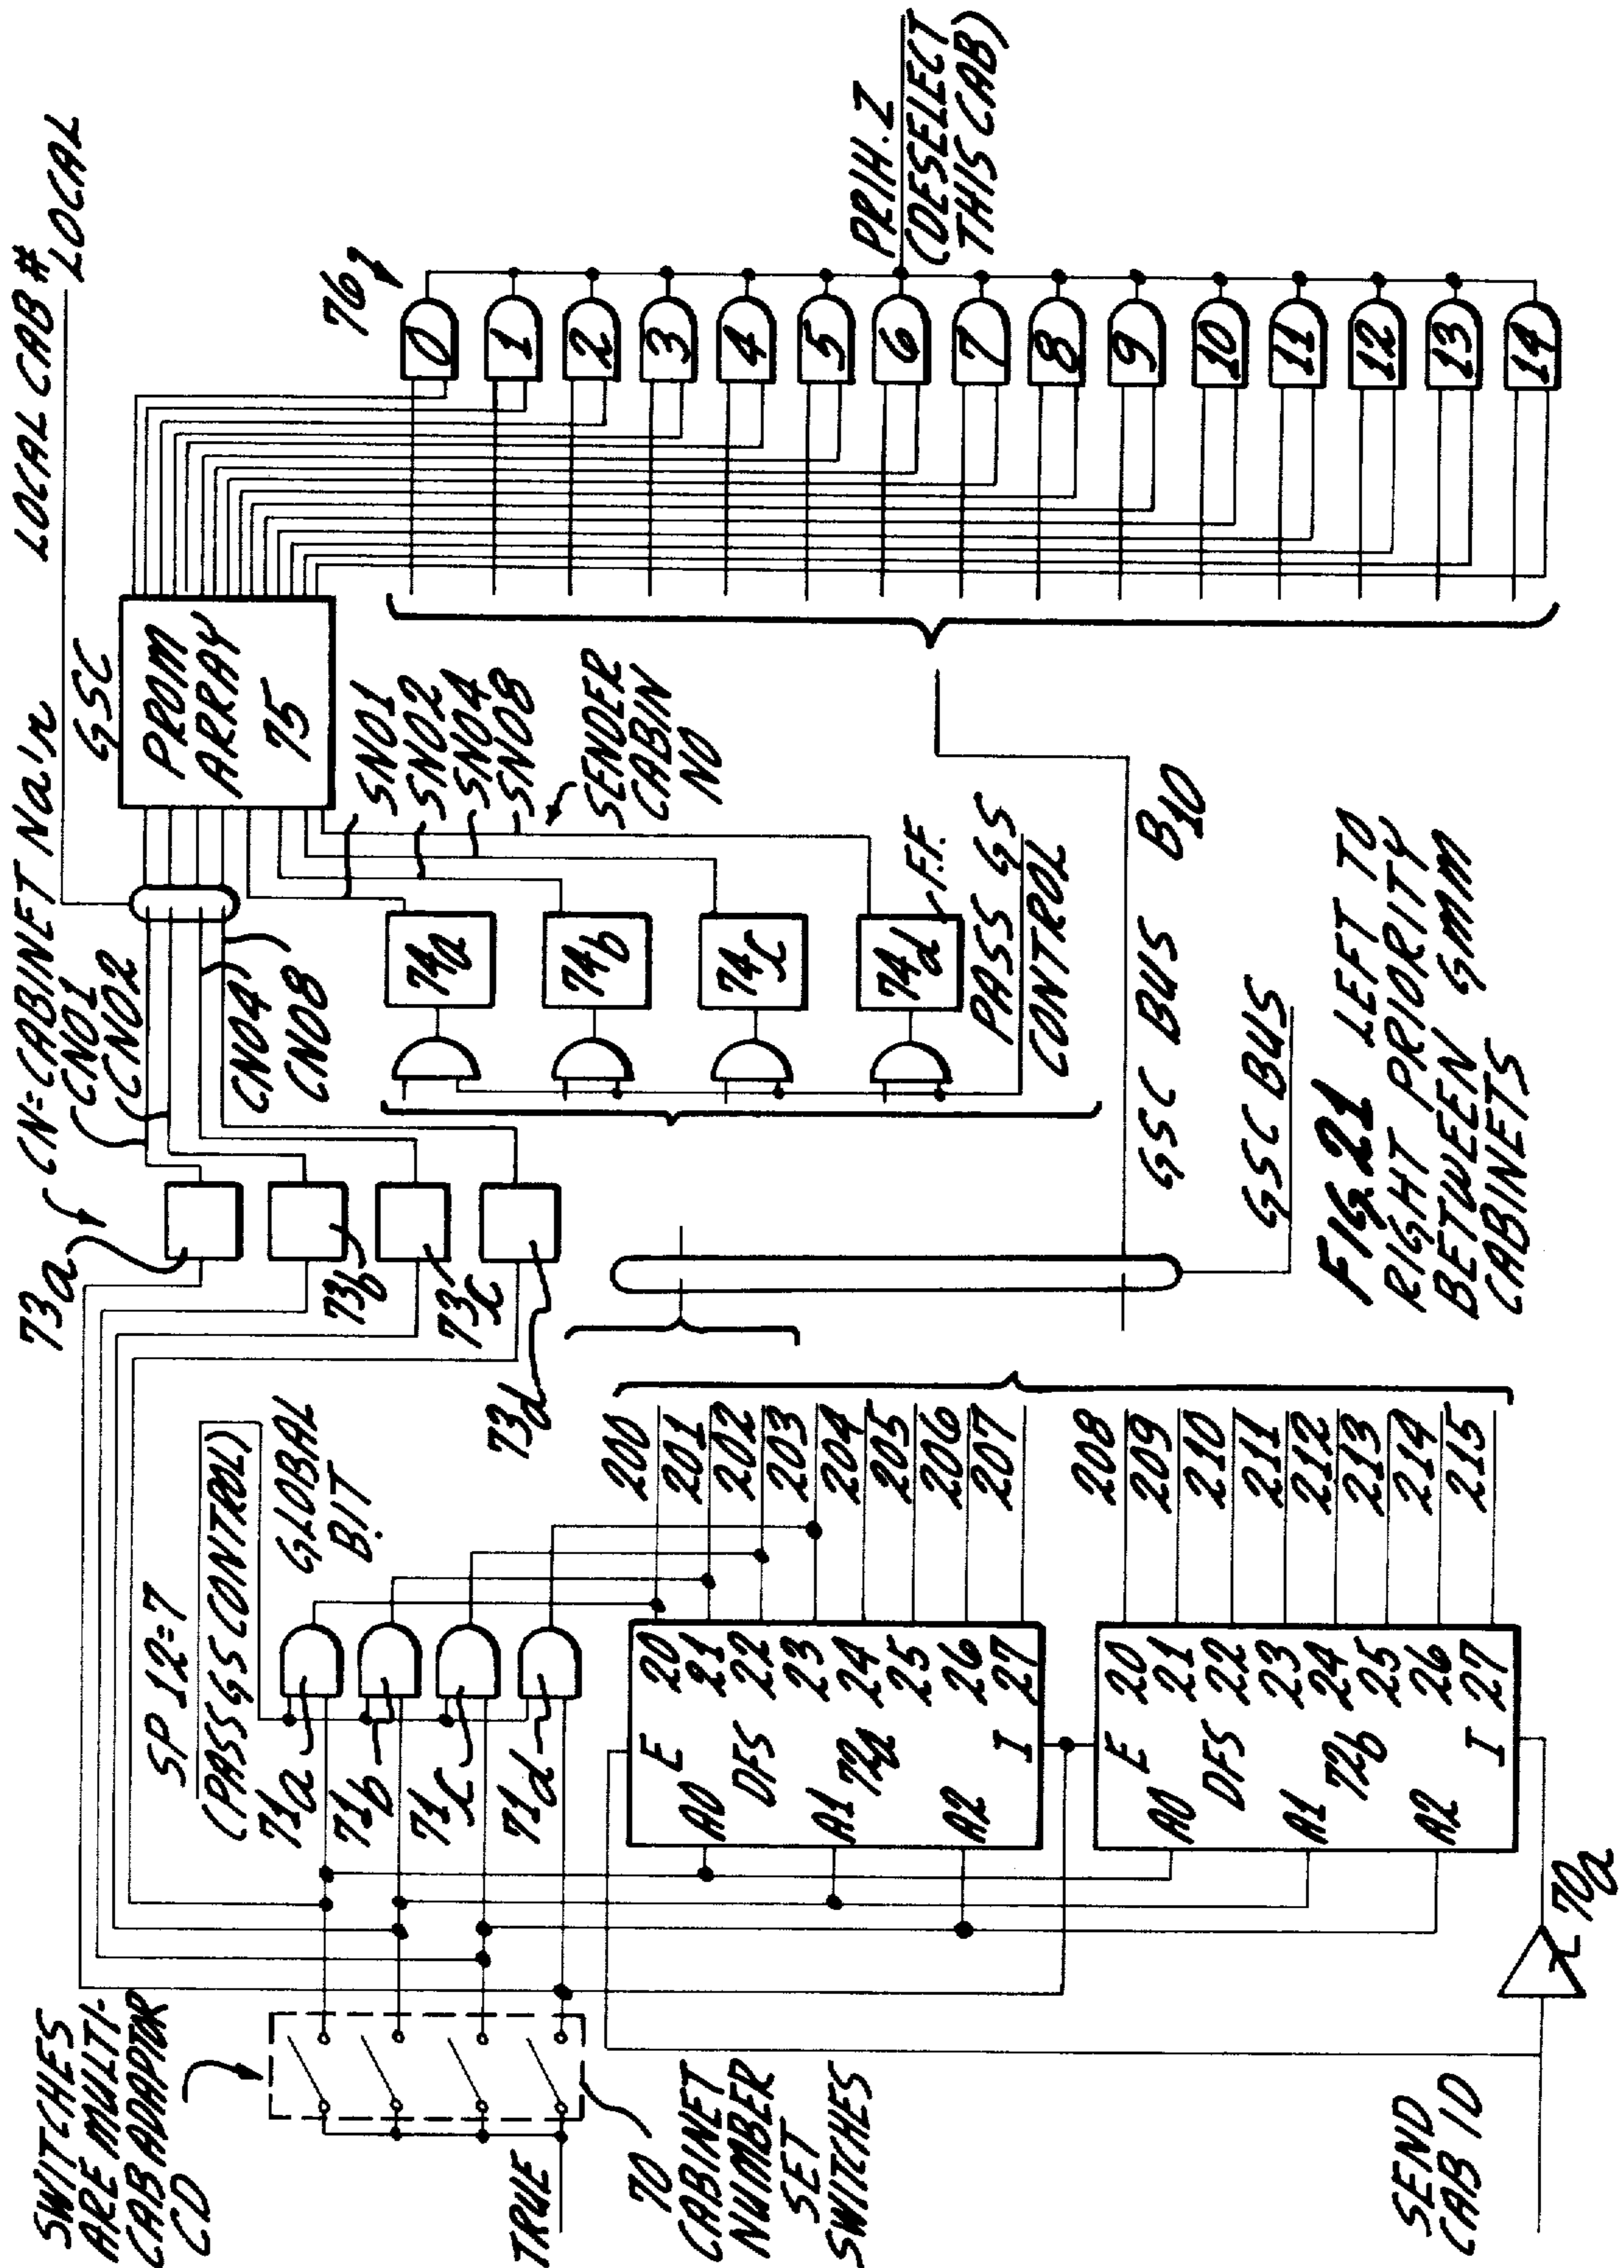 SWITCHES
ARE MULTI-
CAB ADAPTOR
CD
TRUE
70
CABINET
NUMBER
SET
SWITCHES
SEND
CAB ID
70a
SP 12=7
(PASS GS CONTROL)
GLOBAL
BIT
71a
71b
71c
71d
E
A0
DFS
A1
72a
A2
I
20
21
22
23
24
25
26
27
200
201
202
203
204
205
206
207
E
A0
DFS
A1
72b
A2
I
20
21
22
23
24
25
26
27
208
209
210
211
212
213
214
215
73a
73b
73c
73d
CN=CABINET No'r
CN01
CN02
CN04
CN08
LOCAL CAB #
LOCAL
GSC
PROM
ARRAY
75
SN01
SN02
SN04
SN08
SENDER
CABIN
NO
74a
74b
74c
74d
F.F.
PASS GS
CONTROL
GSC BUS B10
GSC BUS
76
0
1
2
3
4
5
6
7
8
9
10
11
12
13
14
PRIH.Z
(DESELECT
THIS CAB)
FIG. 21 LEFT TO
RIGHT PRIORITY
BETWEEN GMM
CABINETS